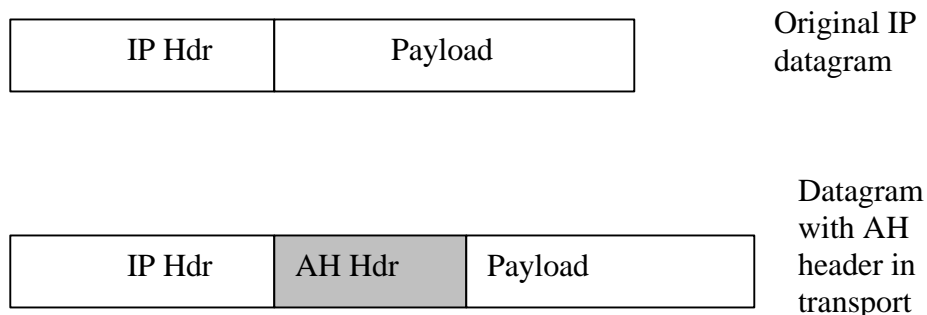 IP Hdr Payload
Original IP
datagram
IP Hdr AH Hdr Payload
Datagram
with AH
header in
transport